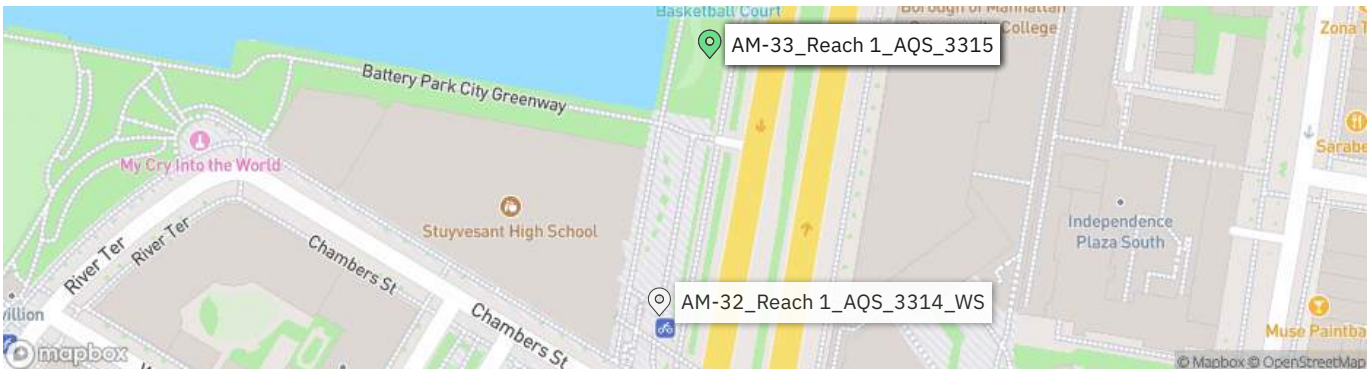 Basketball Court
Borough of Manhattan
Community College
Zona
AM-33_Reach 1_AQS_3315
Battery Park City Greenway
My Cry Into the World
Sarabe
Stuyvesant High School
Independence
Plaza South
River Ter
River Ter
Chambers St
AM-32_Reach 1_AQS_3314_WS
Chambers St
villion
Muse Paintba
mapbox
© Mapbox © OpenStreetMap